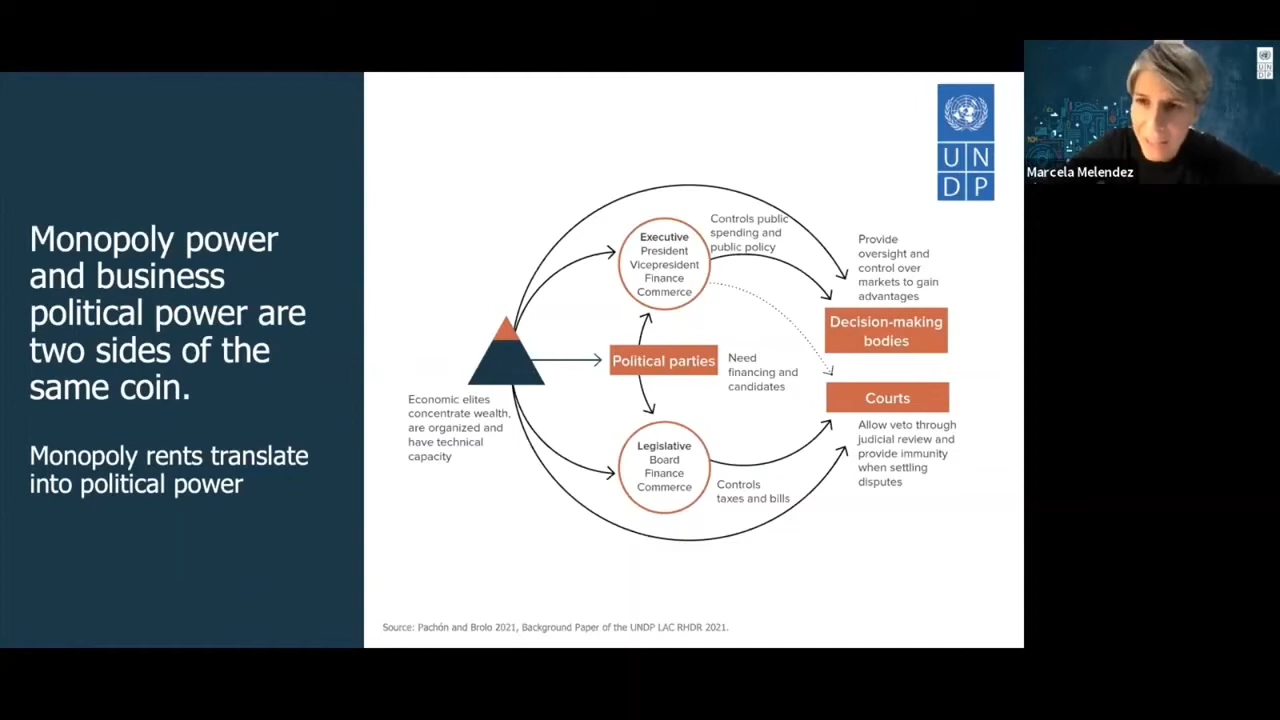 Monopoly power
and business
political power are
two sides of the
same coin.
Monopoly rents translate
into political power
UN
DP
Executive
President
Vicepresident
Finance
Commerce
Controls public
spending and
public policy
Provide
oversight and
control over
markets to gain
advantages
Decision-making
bodies
Political parties
Need
financing and
candidates
Economic elites
concentrate wealth,
are organized and
have technical
capacity
Courts
Allow veto through
judicial review and
provide immunity
when settling
disputes
Legislative
Board
Finance
Commerce
Controls
taxes and bills
Source: Pachón and Brolo 2021, Background Paper of the UNDP LAC RHDR 2021.
UN
DP
Marcela Melendez